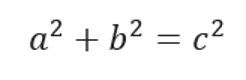 a² + b² = c²